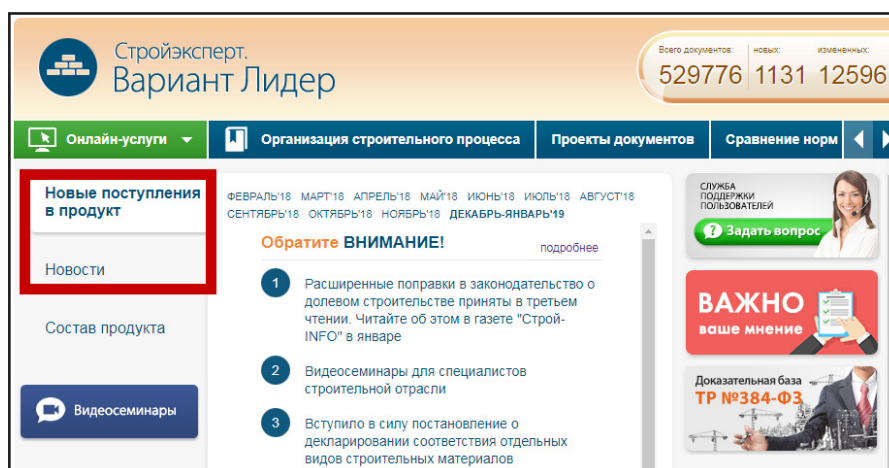 Стройэксперт.
Вариант Лидер
Всего документов: новых: измененных:
529776 1131 12596
Онлайн-услуги
Организация строительного процесса
Проекты документов
Сравнение норм
Новые поступления
в продукт
Новости
Состав продукта
Видеосеминары
ФЕВРАЛЬ'18 МАРТ'18 АПРЕЛЬ'18 МАЙ'18 ИЮНЬ'18 ИЮЛЬ'18 АВГУСТ'18
СЕНТЯБРЬ'18 ОКТЯБРЬ'18 НОЯБРЬ'18 ДЕКАБРЬ-ЯНВАРЬ'19
Обратите ВНИМАНИЕ!
подробнее
1 Расширенные поправки в законодательство о
долевом строительстве приняты в третьем
чтении. Читайте об этом в газете "Строй-
INFO" в январе
2 Видеосеминары для специалистов
строительной отрасли
3 Вступило в силу постановление о
декларировании соответствия отдельных
видов строительных материалов
СЛУЖБА
ПОДДЕРЖКИ
ПОЛЬЗОВАТЕЛЕЙ
? Задать вопрос
ВАЖНО
ваше мнение
Доказательная база
ТР №384-ФЗ